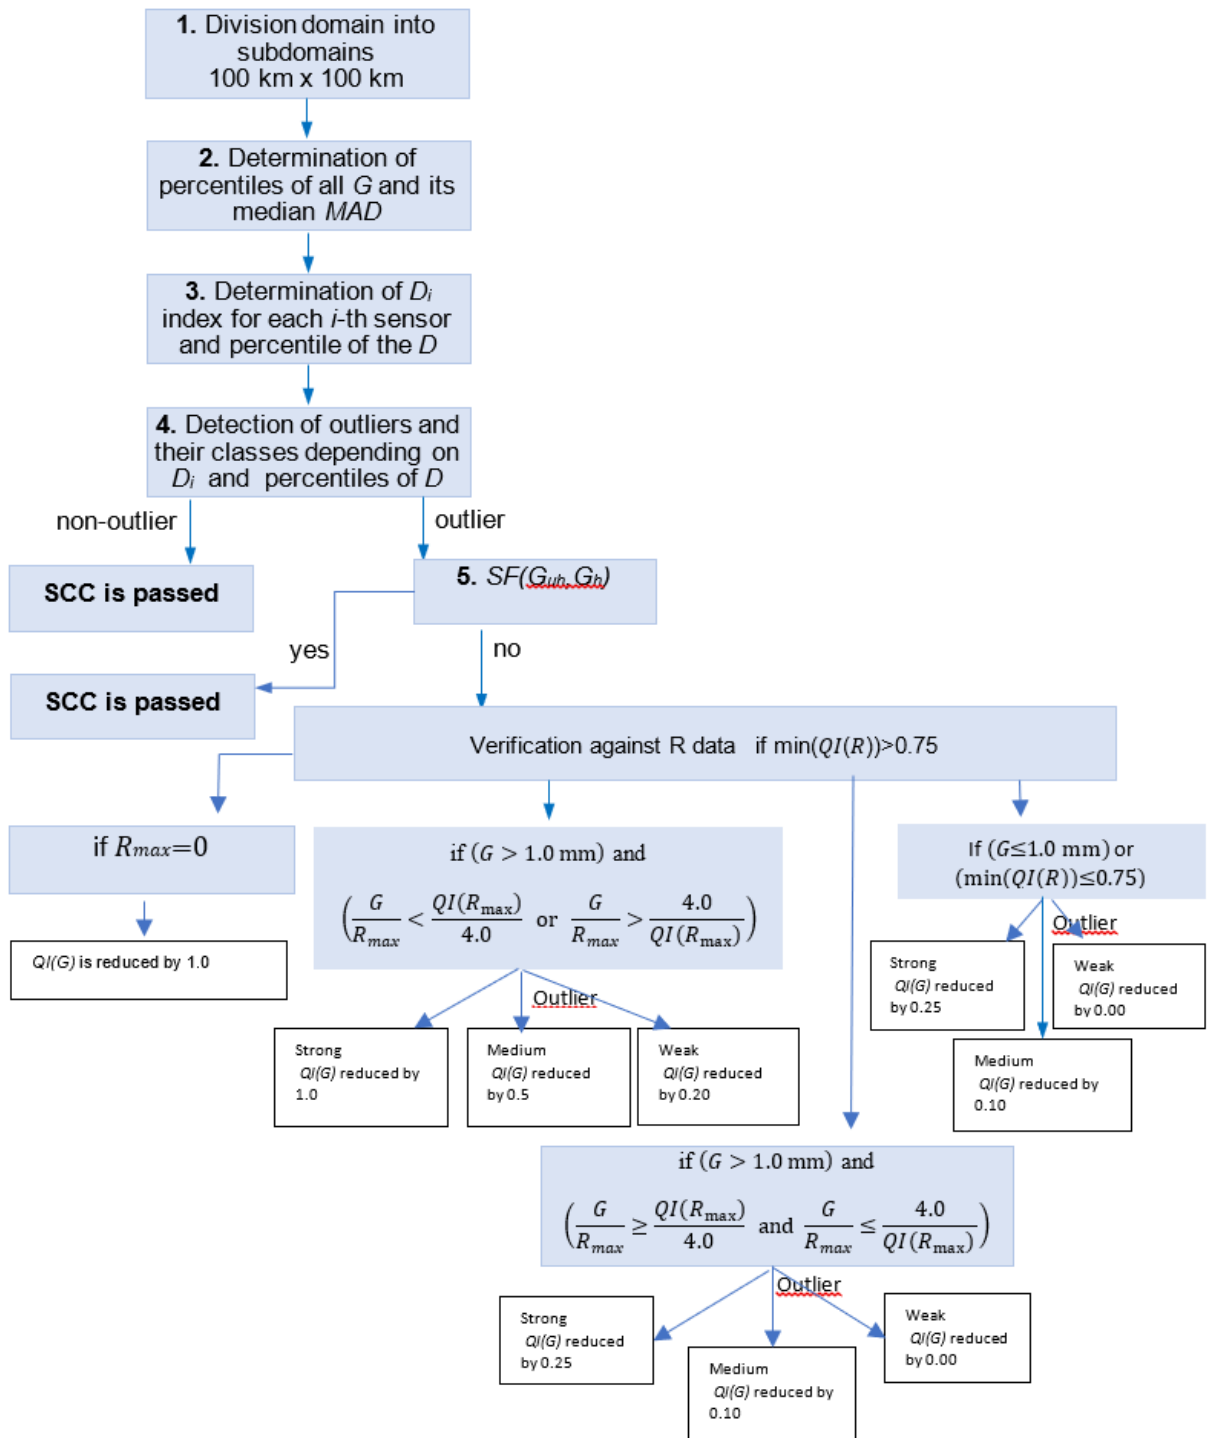 1. Division domain into
subdomains
100 km x 100 km
2. Determination of
percentiles of all G and its
median MAD
3. Determination of Di
index for each i-th sensor
and percentile of the D
4. Detection of outliers and
their classes depending on
Di and percentiles of D
non-outlier
outlier
SCC is passed
5. SF(Guh,Gh)
yes
no
SCC is passed
Verification against R data if min(QI(R))>0.75
if Rmax=0
if (G > 1.0 mm) and
(G/Rmax < QI(Rmax)/4.0 or G/Rmax > 4.0/QI(Rmax))
If (G≤1.0 mm) or
(min(QI(R))≤0.75)
QI(G) is reduced by 1.0
Outlier
Strong
QI(G) reduced
by 0.25
Weak
QI(G) reduced
by 0.00
Medium
QI(G) reduced by
0.10
Outlier
Strong
QI(G) reduced by
1.0
Medium
QI(G) reduced
by 0.5
Weak
QI(G) reduced
by 0.20
if (G > 1.0 mm) and
(G/Rmax ≥ QI(Rmax)/4.0 and G/Rmax ≤ 4.0/QI(Rmax))
Outlier
Strong
QI(G) reduced
by 0.25
Medium
QI(G) reduced by
0.10
Weak
QI(G) reduced
by 0.00